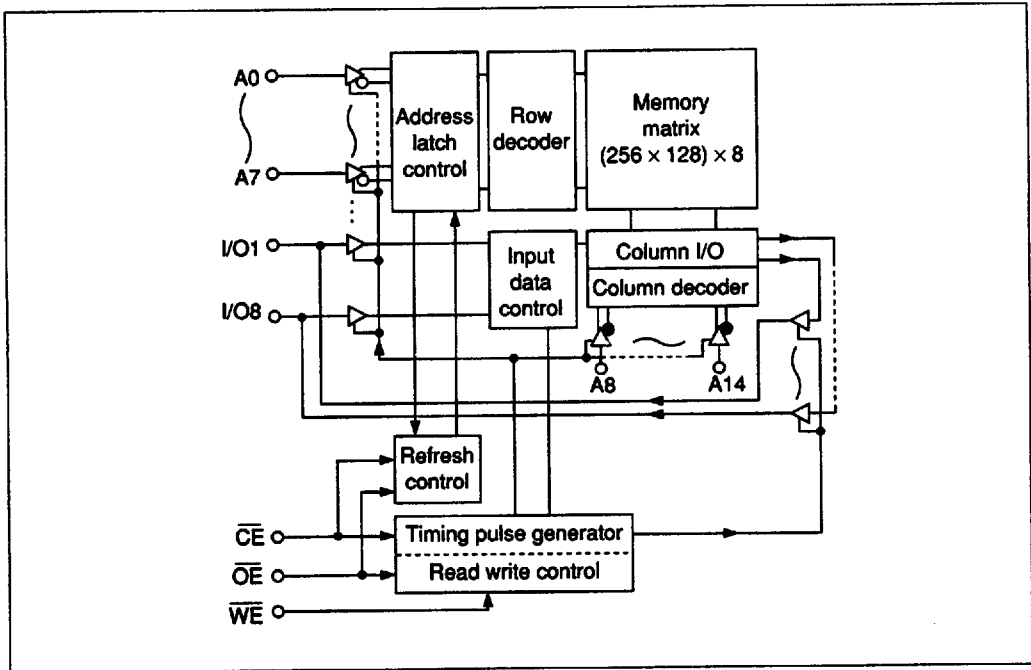 A0
A7
I/O1
I/O8
Address
latch
control
Row
decoder
Memory
matrix
(256 × 128) × 8
Input
data
control
Column I/O
Column decoder
A8
A14
Refresh
control
CE
OE
WE
Timing pulse generator
Read write control